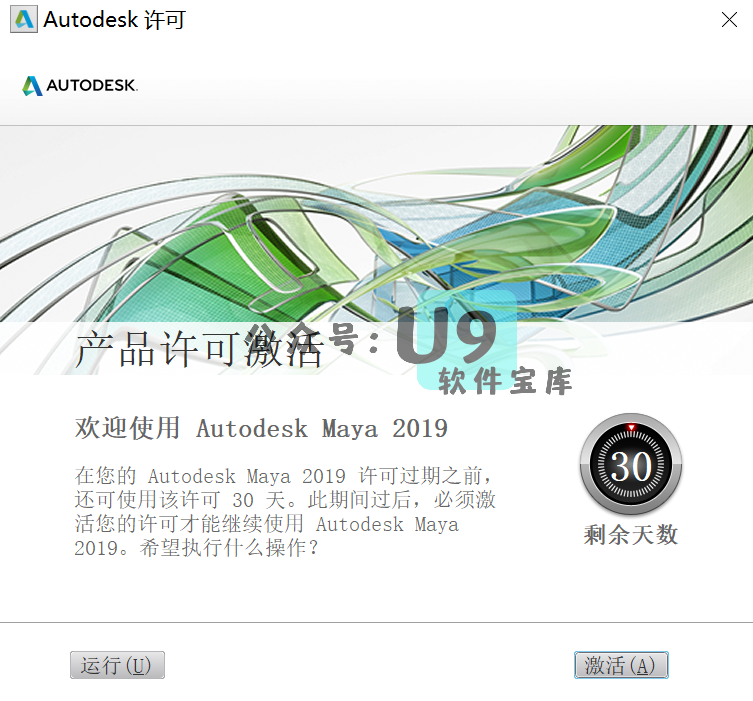 Autodesk 许可
AUTODESK.
产品许可激活
公众号：U9
软件宝库
欢迎使用 Autodesk Maya 2019
在您的 Autodesk Maya 2019 许可过期之前，
还可使用该许可 30 天。此期间过后，必须激
活您的许可才能继续使用 Autodesk Maya
2019。希望执行什么操作？
30
剩余天数
运行(U)
激活(A)